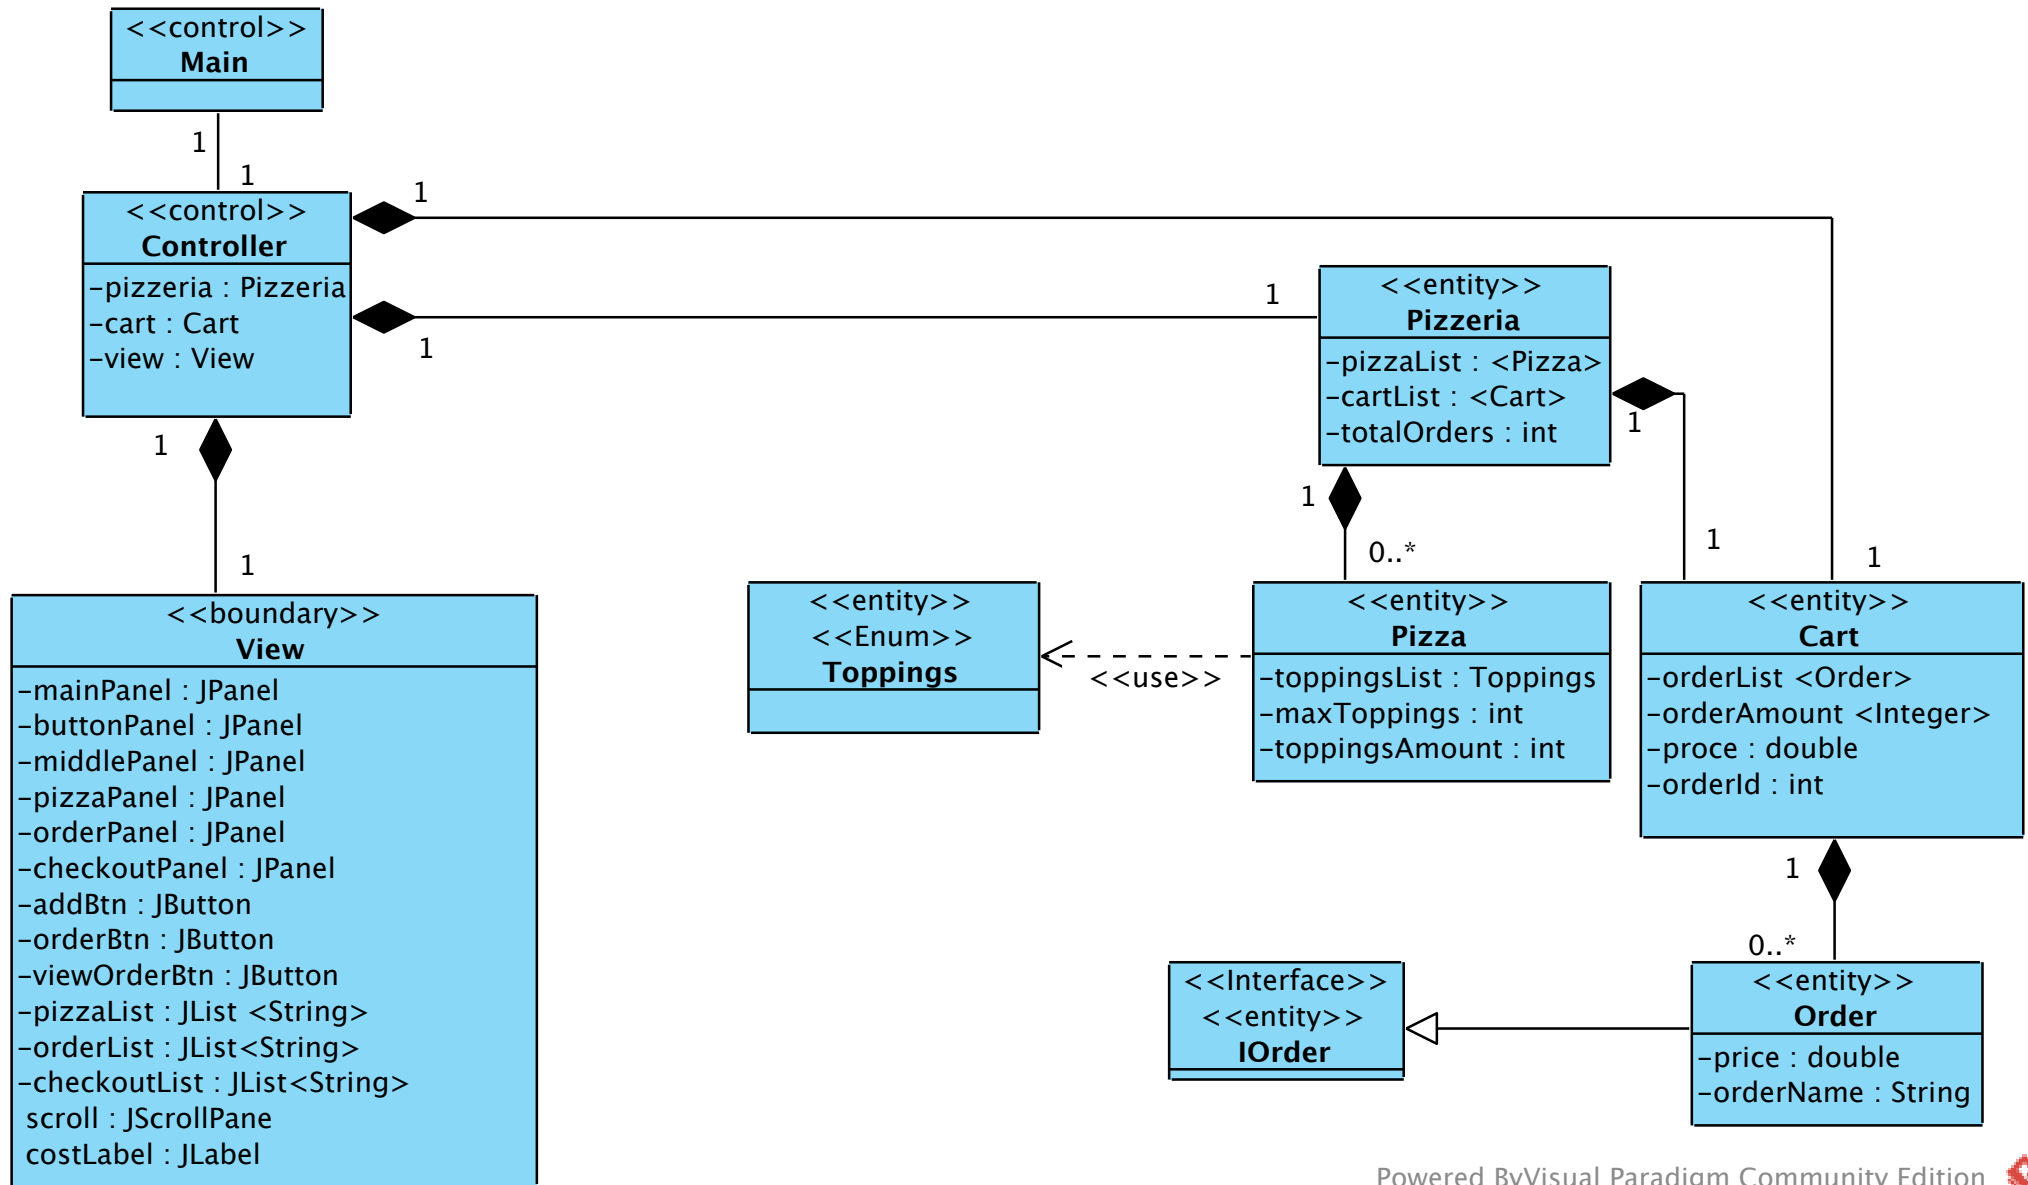 <<control>>
Main
1
1
<<control>>
Controller
-pizzeria : Pizzeria
-cart : Cart
-view : View
1
1
1
1
1
1
<<boundary>>
View
-mainPanel : JPanel
-buttonPanel : JPanel
-middlePanel : JPanel
-pizzaPanel : JPanel
-orderPanel : JPanel
-checkoutPanel : JPanel
-addBtn : JButton
-orderBtn : JButton
-viewOrderBtn : JButton
-pizzaList : JList <String>
-orderList : JList<String>
-checkoutList : JList<String>
scroll : JScrollPane
costLabel : JLabel
<<entity>>
Pizzeria
-pizzaList : <Pizza>
-cartList : <Cart>
-totalOrders : int
1
1
1
0..*
<<entity>>
<<Enum>>
Toppings
<<use>>
<<entity>>
Pizza
-toppingsList : Toppings
-maxToppings : int
-toppingsAmount : int
<<entity>>
Cart
-orderList <Order>
-orderAmount <Integer>
-proce : double
-orderId : int
1
0..*
<<Interface>>
<<entity>>
IOrder
<<entity>>
Order
-price : double
-orderName : String
Powered ByVisual Paradigm Community Edition